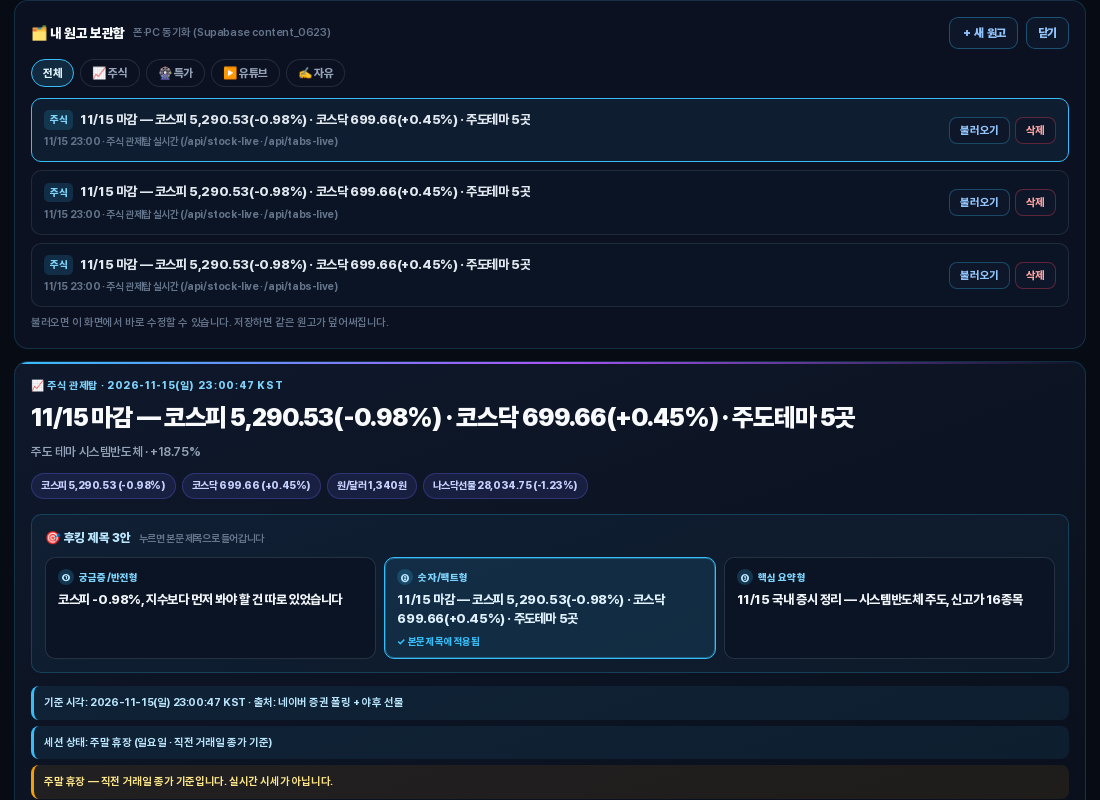 🗂️ 내 원고 보관함 폰·PC 동기화 (Supabase content_0623) + 새 원고 닫기
전체 📈 주식 🎡 특가 ▶️ 유튜브 ✍️ 자유
주식 11/15 마감 — 코스피 5,290.53(-0.98%) · 코스닥 699.66(+0.45%) · 주도테마 5곳
11/15 23:00 · 주식 관제탑 실시간 (/api/stock-live · /api/tabs-live)
불러오기 삭제
주식 11/15 마감 — 코스피 5,290.53(-0.98%) · 코스닥 699.66(+0.45%) · 주도테마 5곳
11/15 23:00 · 주식 관제탑 실시간 (/api/stock-live · /api/tabs-live)
불러오기 삭제
주식 11/15 마감 — 코스피 5,290.53(-0.98%) · 코스닥 699.66(+0.45%) · 주도테마 5곳
11/15 23:00 · 주식 관제탑 실시간 (/api/stock-live · /api/tabs-live)
불러오기 삭제
불러오면 이 화면에서 바로 수정할 수 있습니다. 저장하면 같은 원고가 덮어써집니다.
📈 주식 관제탑 · 2026-11-15(일) 23:00:47 KST
11/15 마감 — 코스피 5,290.53(-0.98%) · 코스닥 699.66(+0.45%) · 주도테마 5곳
주도 테마 시스템반도체 · +18.75%
코스피 5,290.53 (-0.98%) 코스닥 699.66 (+0.45%) 원/달러 1,340원 나스닥선물 28,034.75 (-1.23%)
🎯 후킹 제목 3안 누르면 본문 제목으로 들어갑니다
궁금증/반전형
코스피 -0.98%, 지수보다 먼저 봐야 할 건 따로 있었습니다
숫자/팩트형
11/15 마감 — 코스피 5,290.53(-0.98%) · 코스닥
699.66(+0.45%) · 주도테마 5곳
✓ 본문 제목에 적용됨
핵심 요약형
11/15 국내 증시 정리 — 시스템반도체 주도, 신고가 16종목
기준 시각: 2026-11-15(일) 23:00:47 KST · 출처: 네이버 증권 폴링 + 야후 선물
세션 상태: 주말 휴장 (일요일 · 직전 거래일 종가 기준)
주말 휴장 — 직전 거래일 종가 기준입니다. 실시간 시세가 아닙니다.